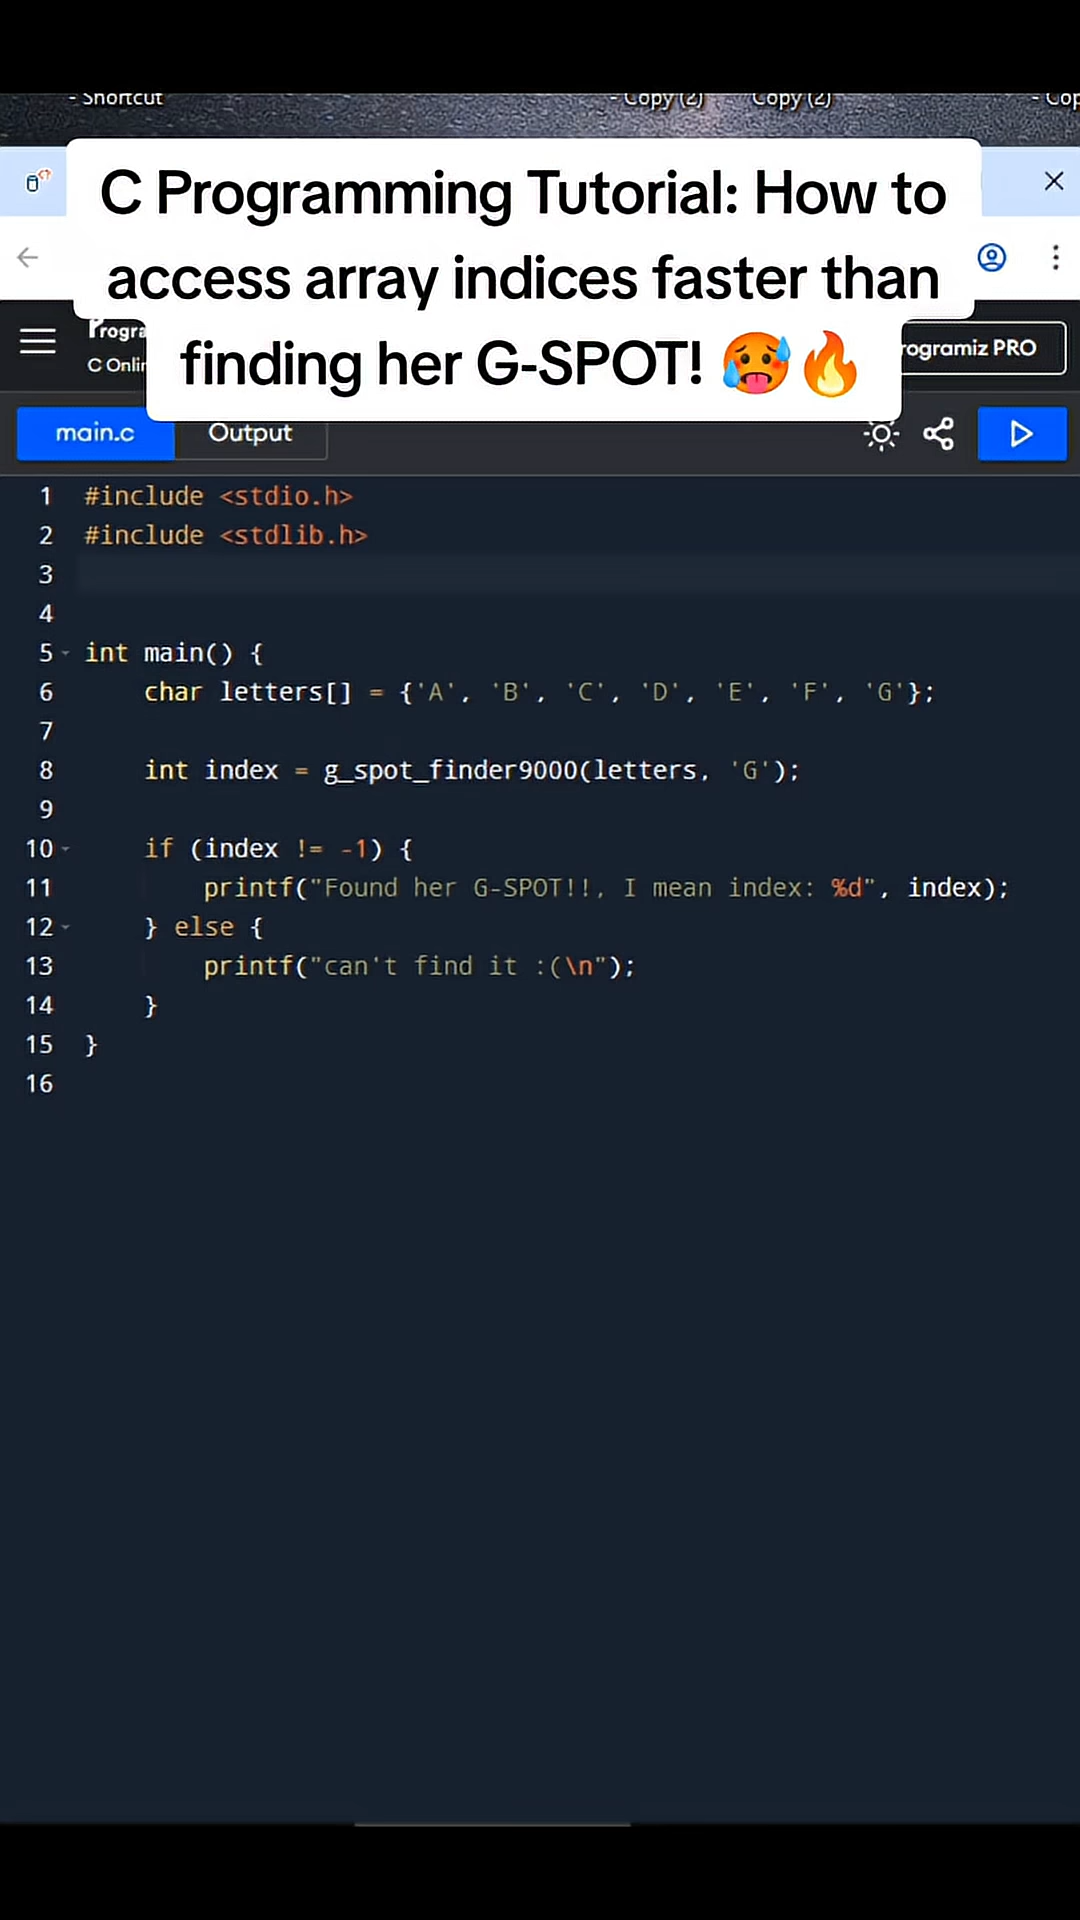 - Shortcut - Copy (2) Copy (2)
C Programming Tutorial: How to
access array indices faster than
finding her G-SPOT! 🥵🔥
C
rogramiz PRO
main.c Output
1 #include <stdio.h>
2 #include <stdlib.h>
3
4
5 int main() {
6 char letters[] = {'A', 'B', 'C', 'D', 'E', 'F', 'G'};
7
8 int index = g_spot_finder9000(letters, 'G');
9
10 if (index != -1) {
11 printf("Found her G-SPOT!!, I mean index: %d", index);
12 } else {
13 printf("can't find it :(\n");
14 }
15 }
16